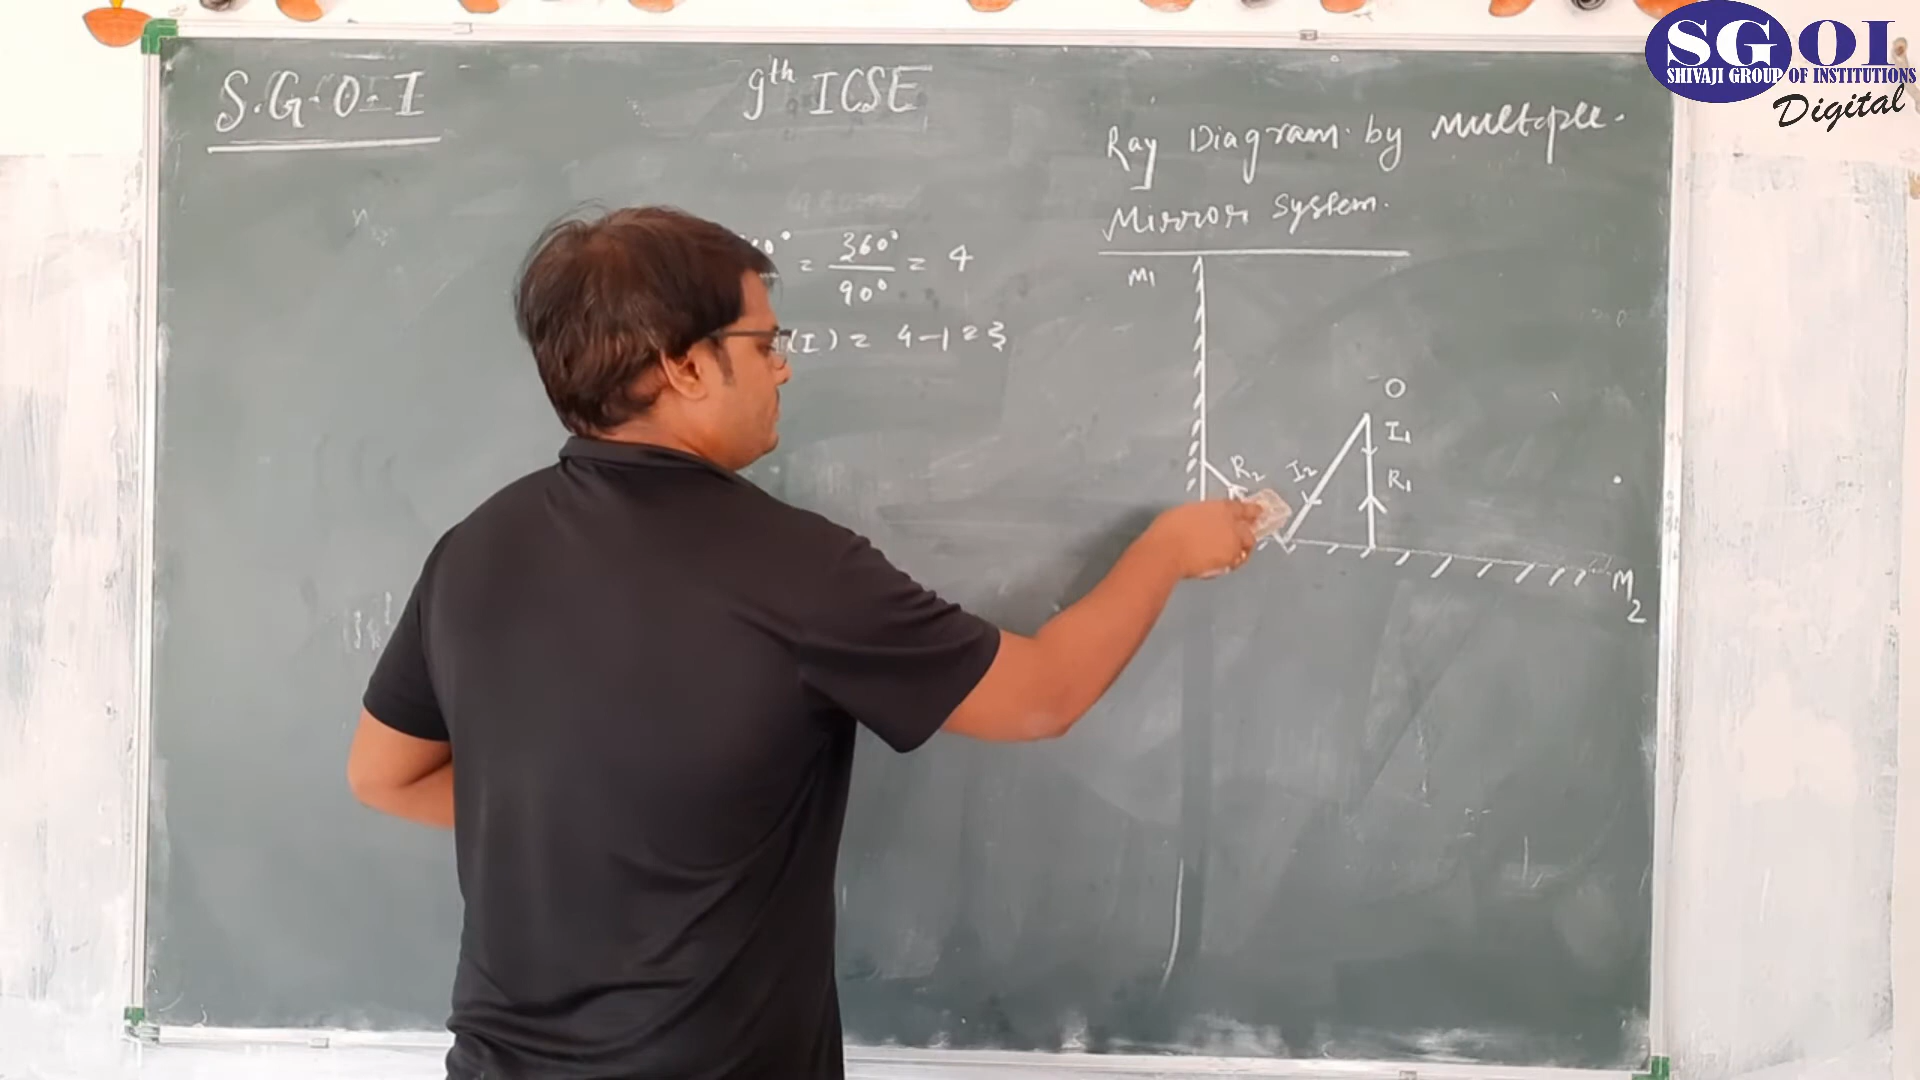 SGOI
SHIVAJI GROUP OF INSTITUTIONS
Digital
S.G.O.I
9th ICSE
Ray Diagram by Multiple.
Mirror System.
= 360° / 90° = 4
(I) = 4-1=3
M1
O
I1
R2 I2 R1
M2